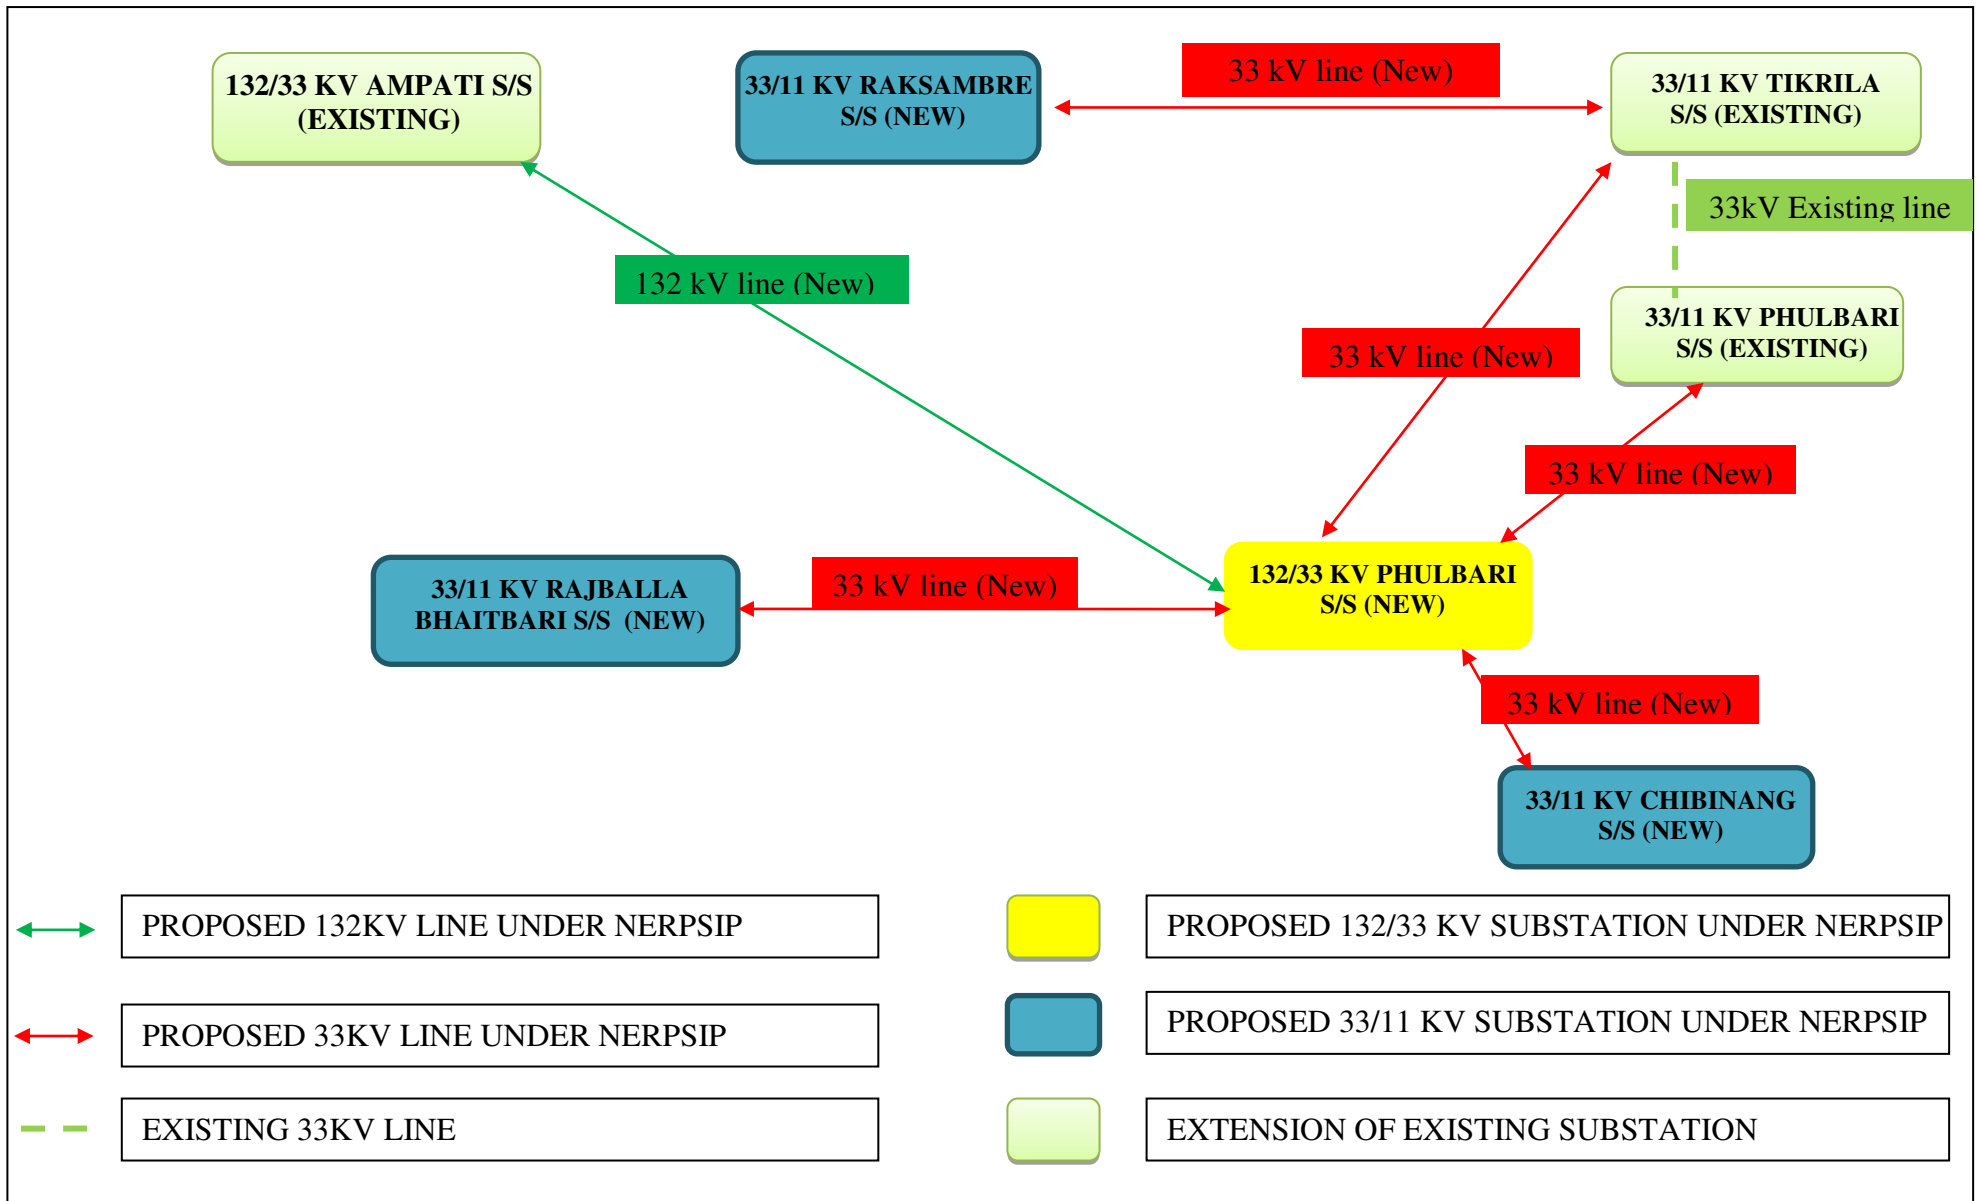 132/33 KV AMPATI S/S
(EXISTING)
33/11 KV RAKSAMBRE
S/S (NEW)
33 kV line (New)
33/11 KV TIKRILA
S/S (EXISTING)
33kV Existing line
132 kV line (New)
33 kV line (New)
33/11 KV PHULBARI
S/S (EXISTING)
33 kV line (New)
33/11 KV RAJBALLA
BHAITBARI S/S (NEW)
33 kV line (New)
132/33 KV PHULBARI
S/S (NEW)
33 kV line (New)
33/11 KV CHIBINANG
S/S (NEW)
PROPOSED 132KV LINE UNDER NERPSIP
PROPOSED 132/33 KV SUBSTATION UNDER NERPSIP
PROPOSED 33KV LINE UNDER NERPSIP
PROPOSED 33/11 KV SUBSTATION UNDER NERPSIP
EXISTING 33KV LINE
EXTENSION OF EXISTING SUBSTATION